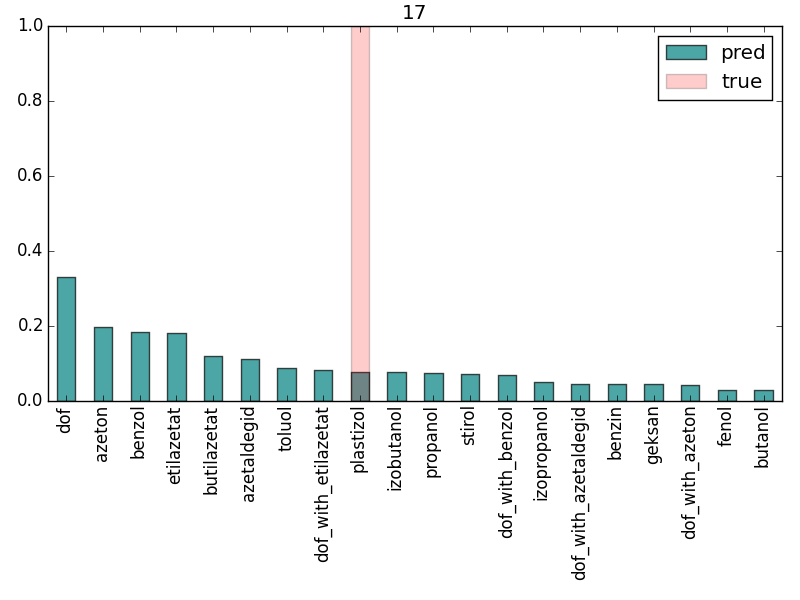 17
1.0
0.8
0.6
0.4
0.2
0.0
pred
true
dof
azeton
benzol
etilazetat
butilazetat
azetaldegid
toluol
dof_with_etilazetat
plastizol
izobutanol
propanol
stirol
dof_with_benzol
izopropanol
dof_with_azetaldegid
benzin
geksan
dof_with_azeton
fenol
butanol